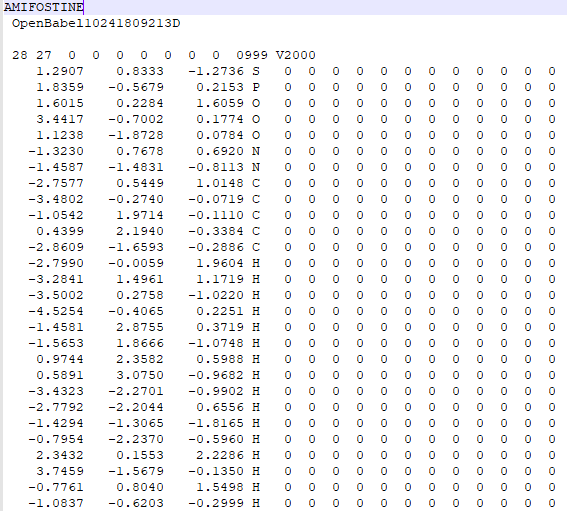 AMIFOSTINE
OpenBabel10241809213D
28 27 0 0 0 0 0 0 0 0999 V2000
1.2907 0.8333 -1.2736 S 0 0 0 0 0 0 0 0 0 0 0 0
1.8359 -0.5679 0.2153 P 0 0 0 0 0 0 0 0 0 0 0 0
1.6015 0.2284 1.6059 O 0 0 0 0 0 0 0 0 0 0 0 0
3.4417 -0.7002 0.1774 O 0 0 0 0 0 0 0 0 0 0 0 0
1.1238 -1.8728 0.0784 O 0 0 0 0 0 0 0 0 0 0 0 0
-1.3230 0.7678 0.6920 N 0 0 0 0 0 0 0 0 0 0 0 0
-1.4587 -1.4831 -0.8113 N 0 0 0 0 0 0 0 0 0 0 0 0
-2.7577 0.5449 1.0148 C 0 0 0 0 0 0 0 0 0 0 0 0
-3.4802 -0.2740 -0.0719 C 0 0 0 0 0 0 0 0 0 0 0 0
-1.0542 1.9714 -0.1110 C 0 0 0 0 0 0 0 0 0 0 0 0
0.4399 2.1940 -0.3384 C 0 0 0 0 0 0 0 0 0 0 0 0
-2.8609 -1.6593 -0.2886 C 0 0 0 0 0 0 0 0 0 0 0 0
-2.7990 -0.0059 1.9604 H 0 0 0 0 0 0 0 0 0 0 0 0
-3.2841 1.4961 1.1719 H 0 0 0 0 0 0 0 0 0 0 0 0
-3.5002 0.2758 -1.0220 H 0 0 0 0 0 0 0 0 0 0 0 0
-4.5254 -0.4065 0.2251 H 0 0 0 0 0 0 0 0 0 0 0 0
-1.4581 2.8755 0.3719 H 0 0 0 0 0 0 0 0 0 0 0 0
-1.5653 1.8666 -1.0748 H 0 0 0 0 0 0 0 0 0 0 0 0
0.9744 2.3582 0.5988 H 0 0 0 0 0 0 0 0 0 0 0 0
0.5891 3.0750 -0.9682 H 0 0 0 0 0 0 0 0 0 0 0 0
-3.4323 -2.2701 -0.9902 H 0 0 0 0 0 0 0 0 0 0 0 0
-2.7792 -2.2044 0.6556 H 0 0 0 0 0 0 0 0 0 0 0 0
-1.4294 -1.3065 -1.8165 H 0 0 0 0 0 0 0 0 0 0 0 0
-0.7954 -2.2370 -0.5960 H 0 0 0 0 0 0 0 0 0 0 0 0
2.3432 0.1553 2.2286 H 0 0 0 0 0 0 0 0 0 0 0 0
3.7459 -1.5679 -0.1350 H 0 0 0 0 0 0 0 0 0 0 0 0
-0.7761 0.8040 1.5498 H 0 0 0 0 0 0 0 0 0 0 0 0
-1.0837 -0.6203 -0.2999 H 0 0 0 0 0 0 0 0 0 0 0 0